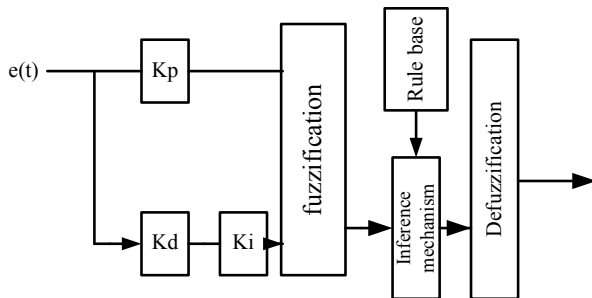 e(t)
Kp
Kd
Ki
fuzzification
Rule base
Inference
mechanism
Defuzzification